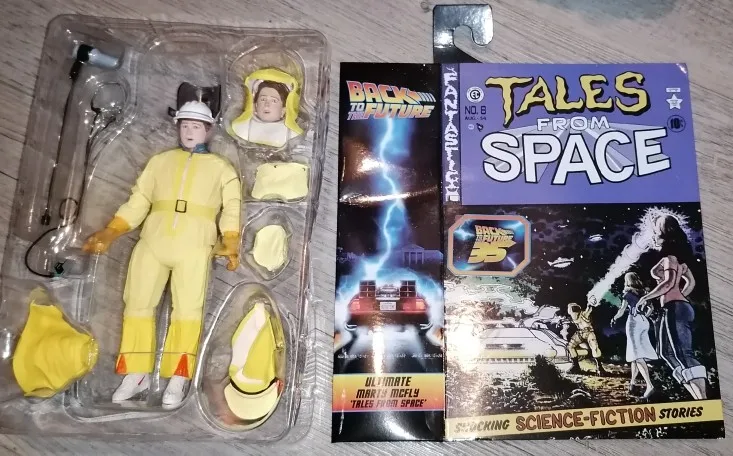 BACK
TO THE FUTURE
ULTIMATE
MARTY MCFLY
'TALES FROM SPACE'
FANTASTIC!!
EC
NO. 8
TALES
FROM
SPACE
10¢
BACK
TO THE FUTURE
35
SHOCKING SCIENCE-FICTION STORIES